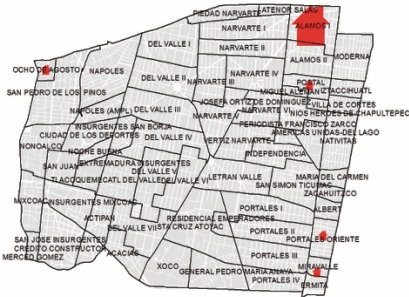 ATENOR SALAS
PIEDAD NARVARTE
ALAMOS I
NARVARTE I
DEL VALLE I
NARVARTE II
ALAMOS II
MODERNA
OCHO DE AGOSTO
NAPOLES
DEL VALLE II
NARVARTE III
NARVARTE IV
PORTAL
SAN PEDRO DE LOS PINOS
MIGUEL ALEMAN
IZTACCIHUATL
JOSEFA ORTIZ DE DOMINGUEZ
VILLA DE CORTES
NAPOLES (AMPL)
DEL VALLE III
NARVARTE V
NARVARTE VI
NIOS HEROES DE CHAPULTEPEC
INSURGENTES SAN BORJA
PERIODISTA FRANCISCO ZARCO
CIUDAD DE LOS DEPORTES
DEL VALLE IV
AMERICAS UNIDAS-DEL LAGO
NONOALCO
VERTIZ NARVARTE
NATIVITAS
NOCHE BUENA
INDEPENDENCIA
SAN JUAN
EXTREMADURA INSURGENTES
DEL VALLE V
TLACOQUEMECATL DEL VALLE
DEL VALLE VI
LETRAN VALLE
MARIA DEL CARMEN
SAN SIMON TICUMAC
ZACAHUITZCO
MIXCOAC
INSURGENTES MIXCOAC
PORTALES I
ALBERT
ACTIPAN
RESIDENCIAL EMPERADORES
DEL VALLE VII
STA CRUZ ATOYAC
PORTALES II
SAN JOSE INSURGENTES
PORTALES ORIENTE
CREDITO CONSTRUCTOR
MERCED GOMEZ
ACACIAS
PORTALES III
XOCO
MIRAVALLE
GENERAL PEDRO MARIA ANAYA
PORTALES IV
ERMITA